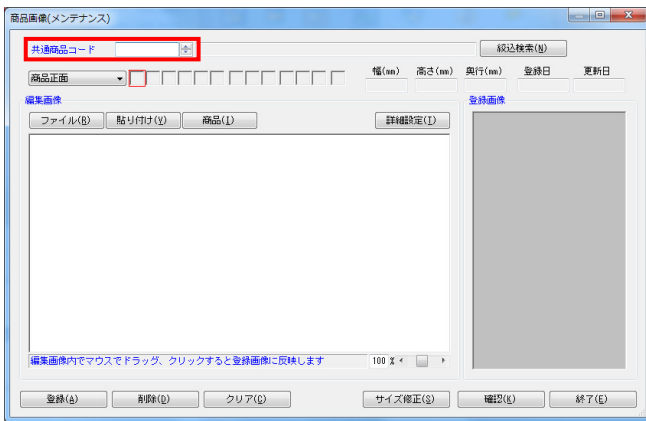 商品画像(メンテナンス)
共通商品コード
絞込検索(N)
商品正面
幅(mm) 高さ(mm) 奥行(mm) 登録日 更新日
編集画像
登録画像
ファイル(R) 貼り付け(V) 商品(I) 詳細設定(T)
編集画像内でマウスでドラッグ、クリックすると登録画像に反映します
100 %
登録(A) 削除(D) クリア(C) サイズ修正(S) 確認(K) 終了(E)